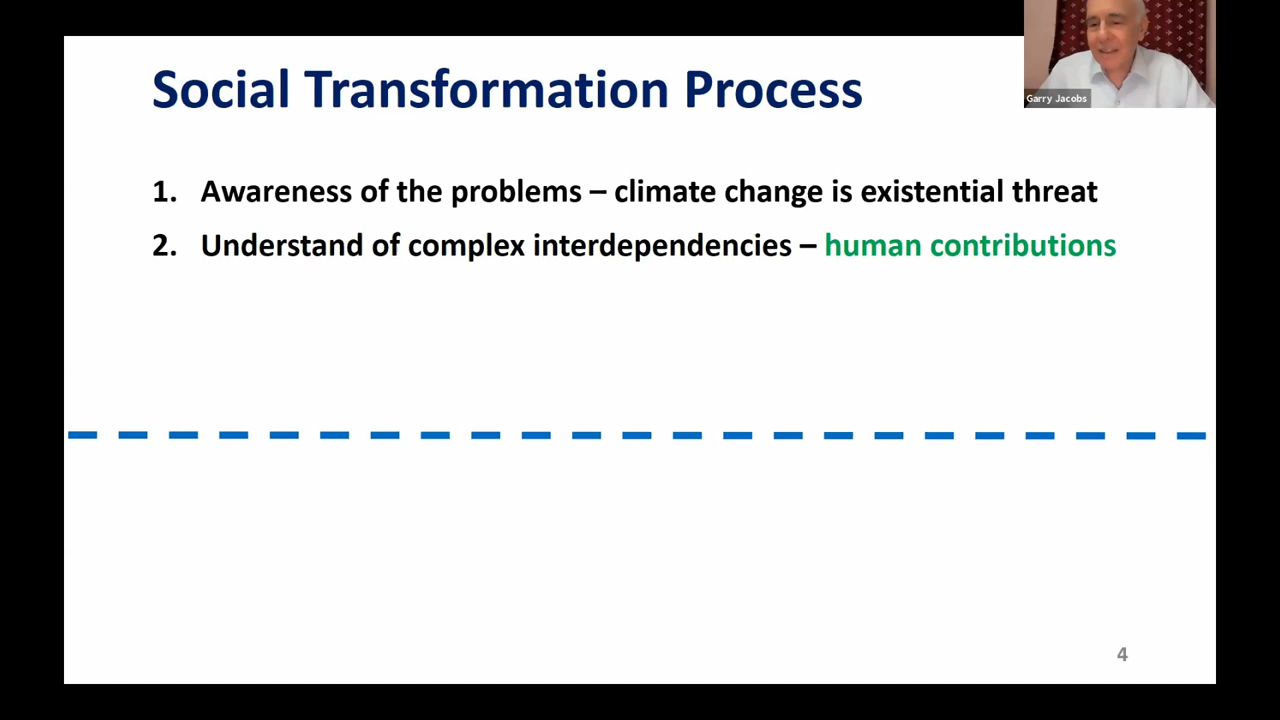 Social Transformation Process
Garry Jacobs
1. Awareness of the problems – climate change is existential threat
2. Understand of complex interdependencies – human contributions
4